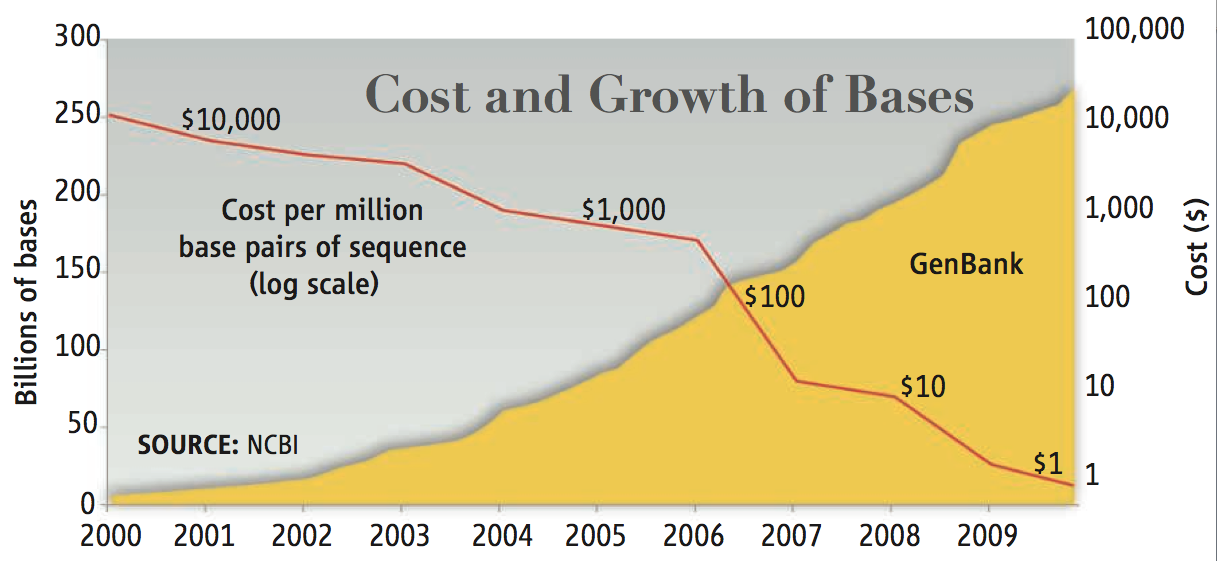 Cost and Growth of Bases
300
250
200
150
100
50
0
Billions of bases
100,000
10,000
1,000
100
10
1
Cost ($)
$10,000
$1,000
$100
$10
$1
Cost per million
base pairs of sequence
(log scale)
GenBank
SOURCE: NCBI
2000 2001 2002 2003 2004 2005 2006 2007 2008 2009